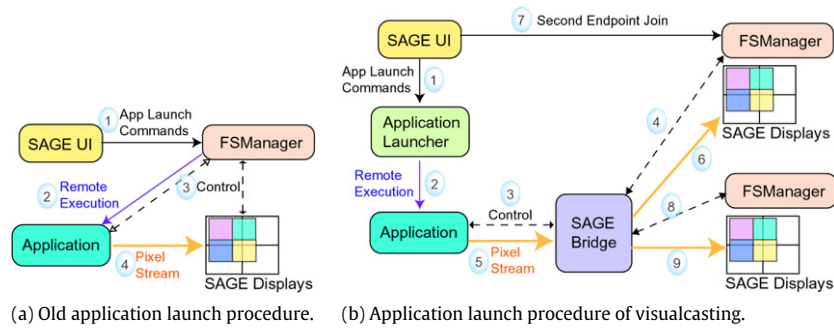 SAGE UI
1
App Launch
Commands
FSManager
2
Remote
Execution
3
Control
Application
4
Pixel
Stream
SAGE Displays
(a) Old application launch procedure.
SAGE UI
7
Second Endpoint Join
FSManager
App Launch
Commands
1
SAGE Displays
Application
Launcher
4
6
Remote
Execution
2
3
Control
8
FSManager
Application
SAGE
Bridge
5
Pixel
Stream
9
SAGE Displays
(b) Application launch procedure of visualcasting.